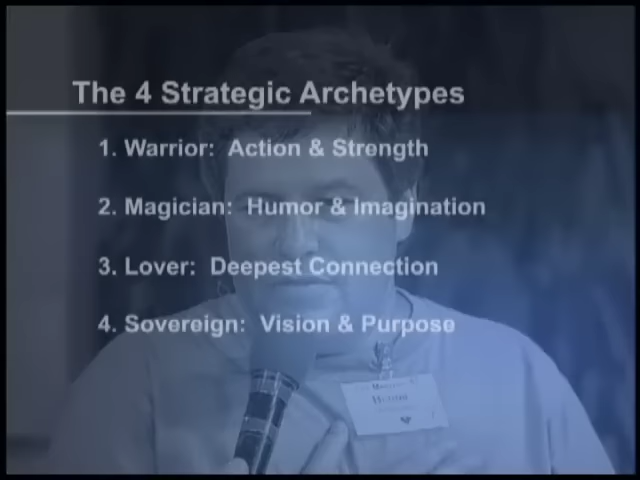 The 4 Strategic Archetypes
1. Warrior: Action & Strength
2. Magician: Humor & Imagination
3. Lover: Deepest Connection
4. Sovereign: Vision & Purpose